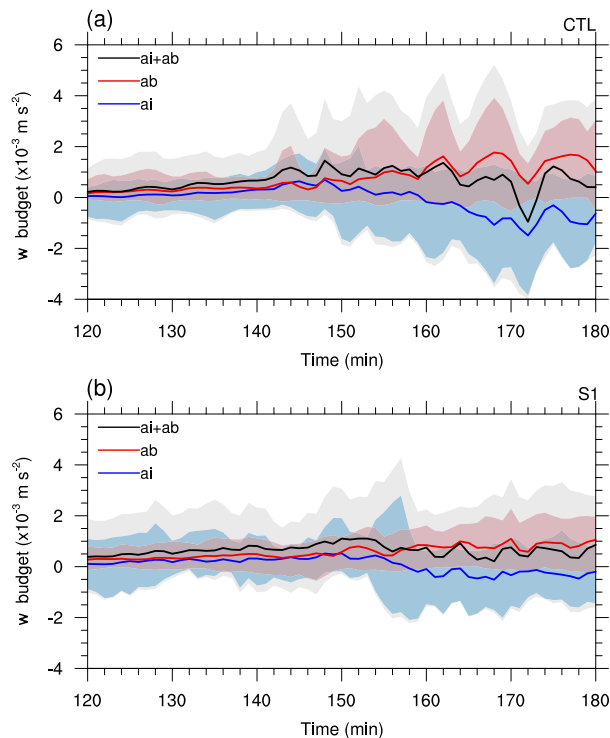 (a) CTL
6
4
2
0
-2
-4
w budget (x10⁻³ m s⁻²)
ai+ab
ab
ai
120 130 140 150 160 170 180
Time (min)
(b) S1
6
4
2
0
-2
-4
w budget (x10⁻³ m s⁻²)
ai+ab
ab
ai
120 130 140 150 160 170 180
Time (min)